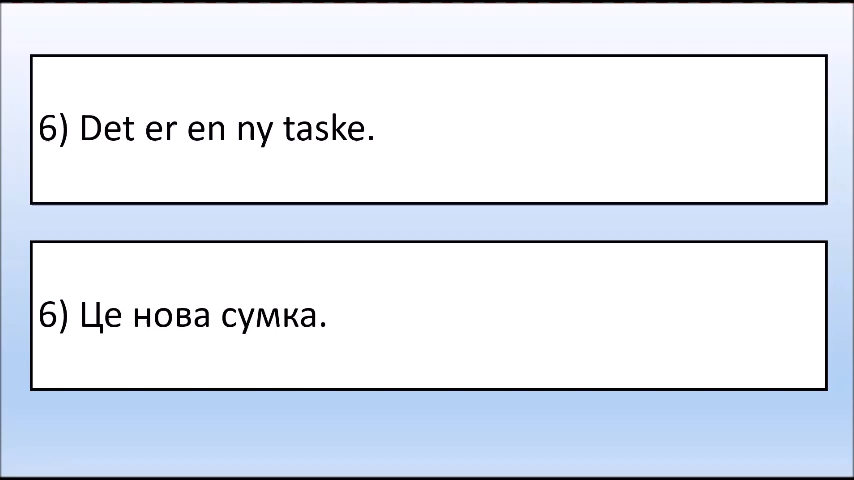 6) Det er en ny taske.
6) Це нова сумка.